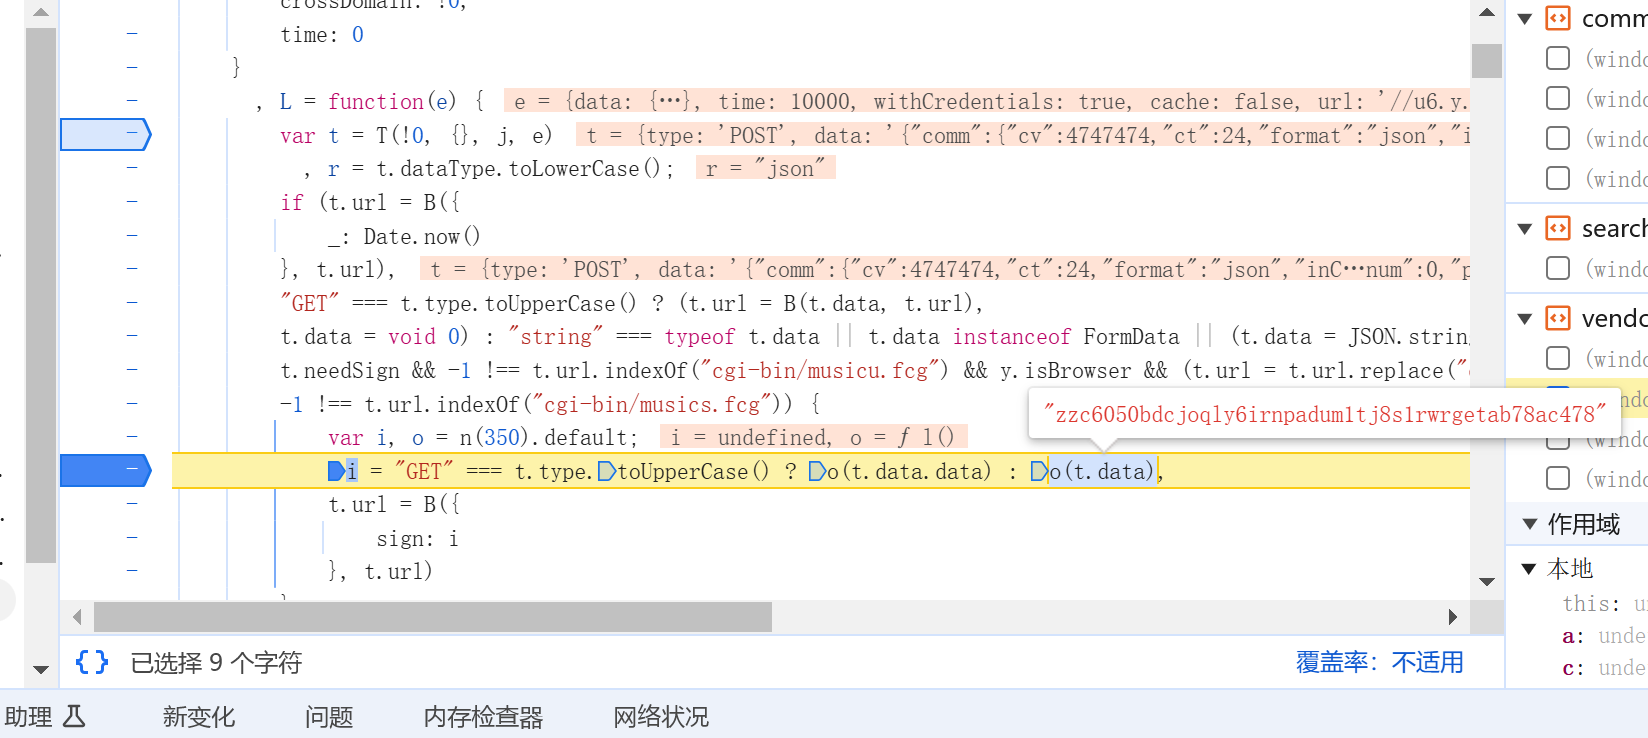 crossDomain: !0,
time: 0
}
, L = function(e) { e = {data: {…}, time: 10000, withCredentials: true, cache: false, url: '//u6.y.
var t = T(!0, {}, j, e) t = {type: 'POST', data: '{"comm":{"cv":4747474,"ct":24,"format":"json","i
, r = t.dataType.toLowerCase(); r = "json"
if (t.url = B({
_: Date.now()
}, t.url), t = {type: 'POST', data: '{"comm":{"cv":4747474,"ct":24,"format":"json","inC…num":0,"p
"GET" === t.type.toUpperCase() ? (t.url = B(t.data, t.url),
t.data = void 0) : "string" === typeof t.data || t.data instanceof FormData || (t.data = JSON.string
t.needSign && -1 !== t.url.indexOf("cgi-bin/musicu.fcg") && y.isBrowser && (t.url = t.url.replace("
-1 !== t.url.indexOf("cgi-bin/musics.fcg")) {
"zzc6050bdcjoqly6irnpadum1tj8s1rwrgetab78ac478"
var i, o = n(350).default; i = undefined, o = ƒ l()
i = "GET" === t.type.toUpperCase() ? o(t.data.data) : o(t.data),
t.url = B({
sign: i
}, t.url)
{} 已选择 9 个字符
覆盖率: 不适用
助理 新变化 问题 内存检查器 网络状况
comm
(windo
(windo
(windo
(windo
search
(windo
vendo
(windo
ndo
(windo
(windo
作用域
本地
this: un
a: unde
c: unde